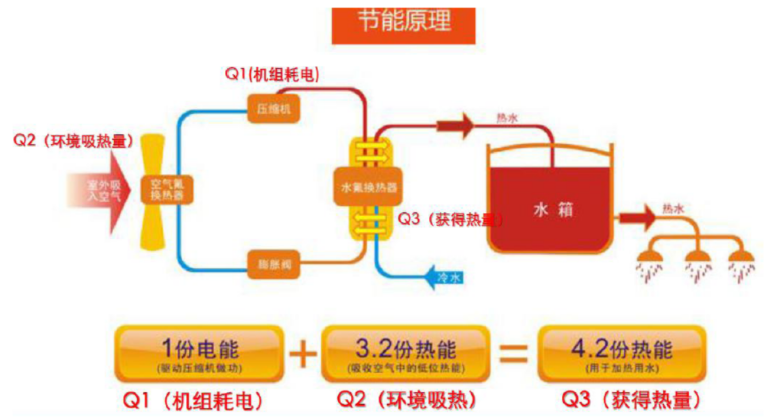 节能原理
Q1(机组耗电)
压缩机
热水
Q2（环境吸热量）
室外吸
入空气
空气氟
换热器
水氟换热器
Q3（获得热量）
水箱
热水
膨胀阀
冷水
1份电能
(驱动压缩机做功)
+
3.2份热能
(吸收空气中的低位热能)
=
4.2份热能
(用于加热用水)
Q1（机组耗电）
Q2（环境吸热）
Q3（获得热量）